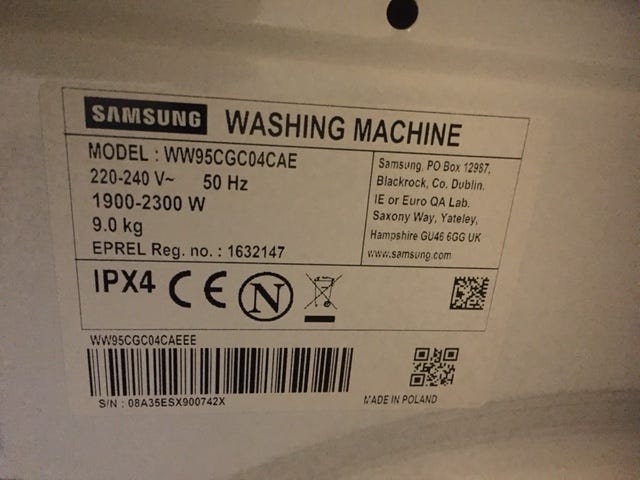 SAMSUNG WASHING MACHINE
MODEL : WW95CGC04CAE
220-240 V~ 50 Hz
1900-2300 W
9.0 kg
EPREL Reg. no. : 1632147
Samsung, PO Box 12987,
Blackrock, Co. Dublin.
IE or Euro QA Lab.
Saxony Way, Yateley,
Hampshire GU46 6GG UK
www.samsung.com
IPX4 CE N
WW95CGC04CAEEE
S/N : 08A35ESX900742X
MADE IN POLAND